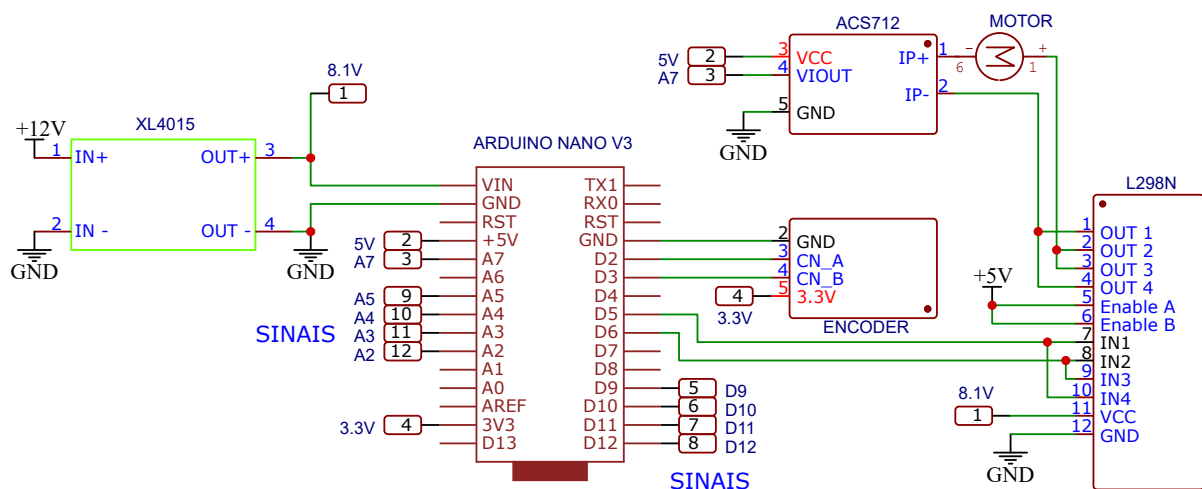 ACS712
MOTOR
5V 2
A7 3
3 VCC
4 VIOUT
5 GND
GND
IP+ 1
IP- 2
- 6
+ 1
8.1V
1
XL4015
+12V
1 IN+
2 IN -
OUT+ 3
OUT - 4
GND
GND
ARDUINO NANO V3
VIN
GND
RST
+5V
A7
A6
A5
A4
A3
A2
A1
A0
AREF
3V3
D13
TX1
RX0
RST
GND
D2
D3
D4
D5
D6
D7
D8
D9
D10
D11
D12
5V 2
A7 3
A5 9
A4 10
A3 11
A2 12
SINAIS
3.3V 4
5 D9
6 D10
7 D11
8 D12
SINAIS
2 GND
3 CN_A
4 CN_B
5 3.3V
4
3.3V
ENCODER
L298N
1 OUT 1
2 OUT 2
3 OUT 3
4 OUT 4
5 Enable A
6 Enable B
7 IN1
8 IN2
9 IN3
10 IN4
11 VCC
12 GND
+5V
8.1V
1
GND